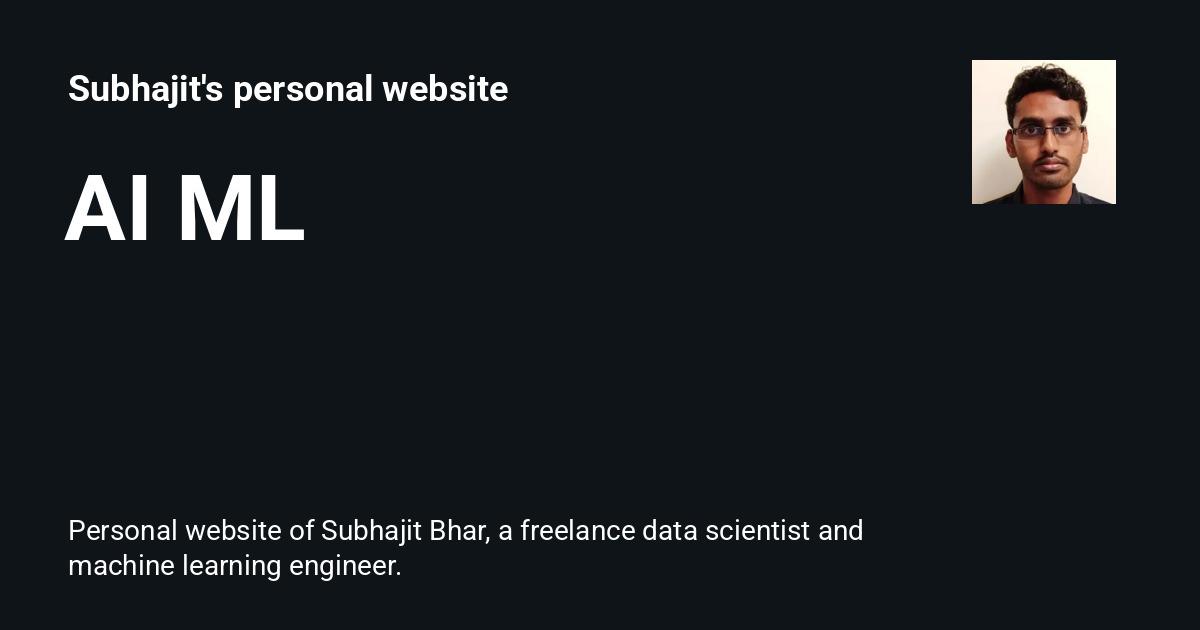 Subhajit's personal website
AI ML
Personal website of Subhajit Bhar, a freelance data scientist and
machine learning engineer.